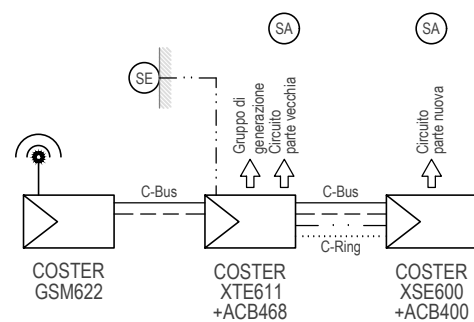 SA
SA
SE
Gruppo di
generazione
Circuito
parte vecchia
Circuito
parte nuova
C-Bus
C-Bus
C-Ring
COSTER
GSM622
COSTER
XTE611
+ACB468
COSTER
XSE600
+ACB400